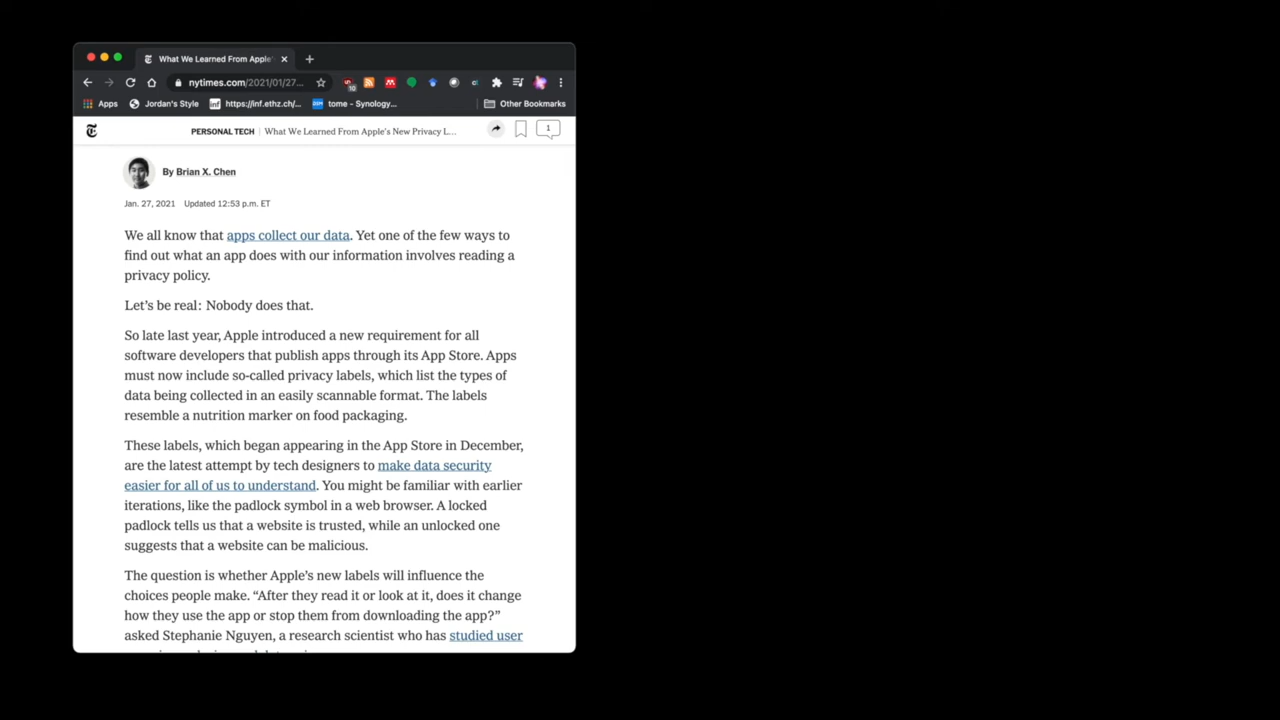 What We Learned From Apple'
nytimes.com/2021/01/27...
10
Apps
Jordan's Style
inf
https://inf.ethz.ch/...
DSM
tome – Synology...
Other Bookmarks
PERSONAL TECH | What We Learned From Apple's New Privacy L...
1
By Brian X. Chen
Jan. 27, 2021 Updated 12:53 p.m. ET
We all know that apps collect our data. Yet one of the few ways to
find out what an app does with our information involves reading a
privacy policy.
Let's be real: Nobody does that.
So late last year, Apple introduced a new requirement for all
software developers that publish apps through its App Store. Apps
must now include so-called privacy labels, which list the types of
data being collected in an easily scannable format. The labels
resemble a nutrition marker on food packaging.
These labels, which began appearing in the App Store in December,
are the latest attempt by tech designers to make data security
easier for all of us to understand. You might be familiar with earlier
iterations, like the padlock symbol in a web browser. A locked
padlock tells us that a website is trusted, while an unlocked one
suggests that a website can be malicious.
The question is whether Apple's new labels will influence the
choices people make. “After they read it or look at it, does it change
how they use the app or stop them from downloading the app?”
asked Stephanie Nguyen, a research scientist who has studied user